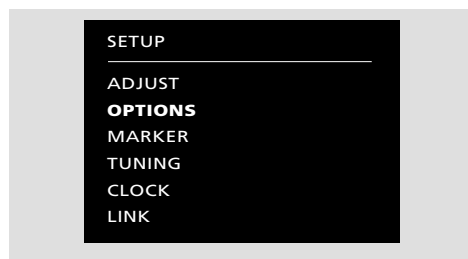 SETUP
ADJUST
OPTIONS
MARKER
TUNING
CLOCK
LINK